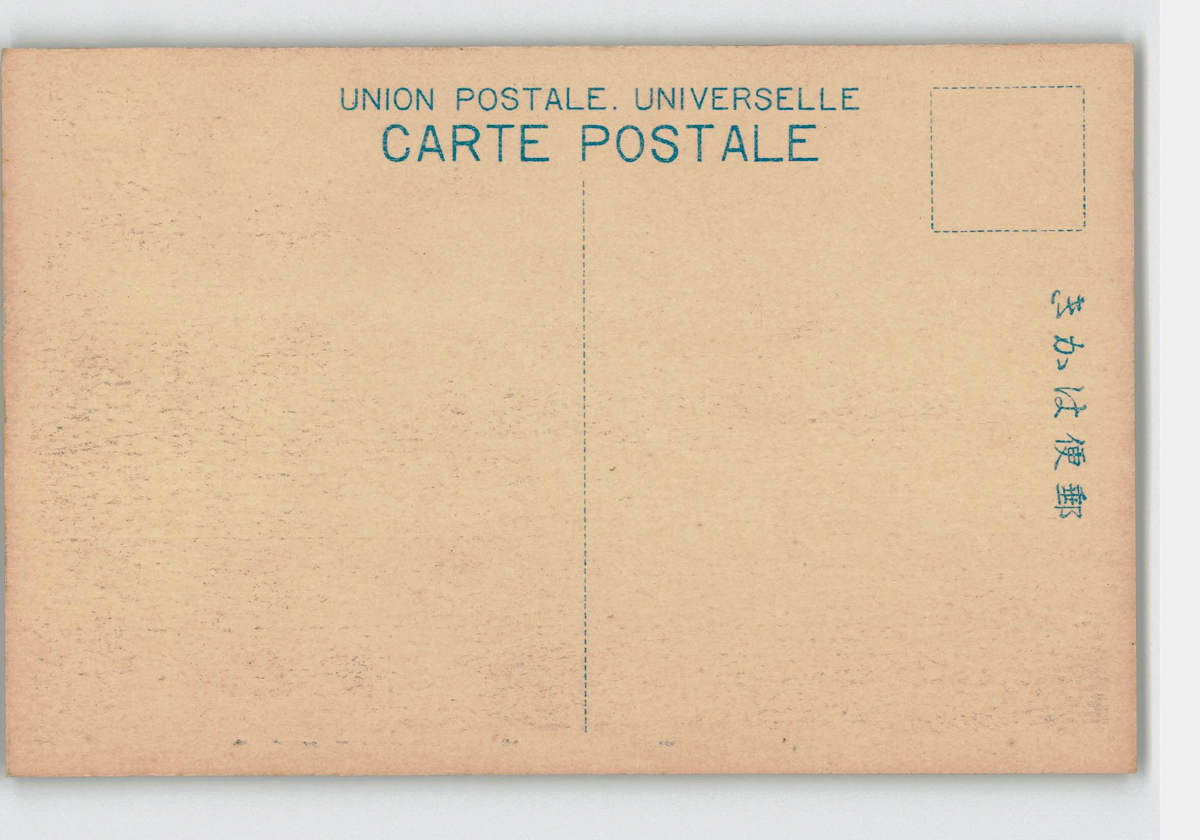 UNION POSTALE. UNIVERSELLE
CARTE POSTALE
郵便はかき